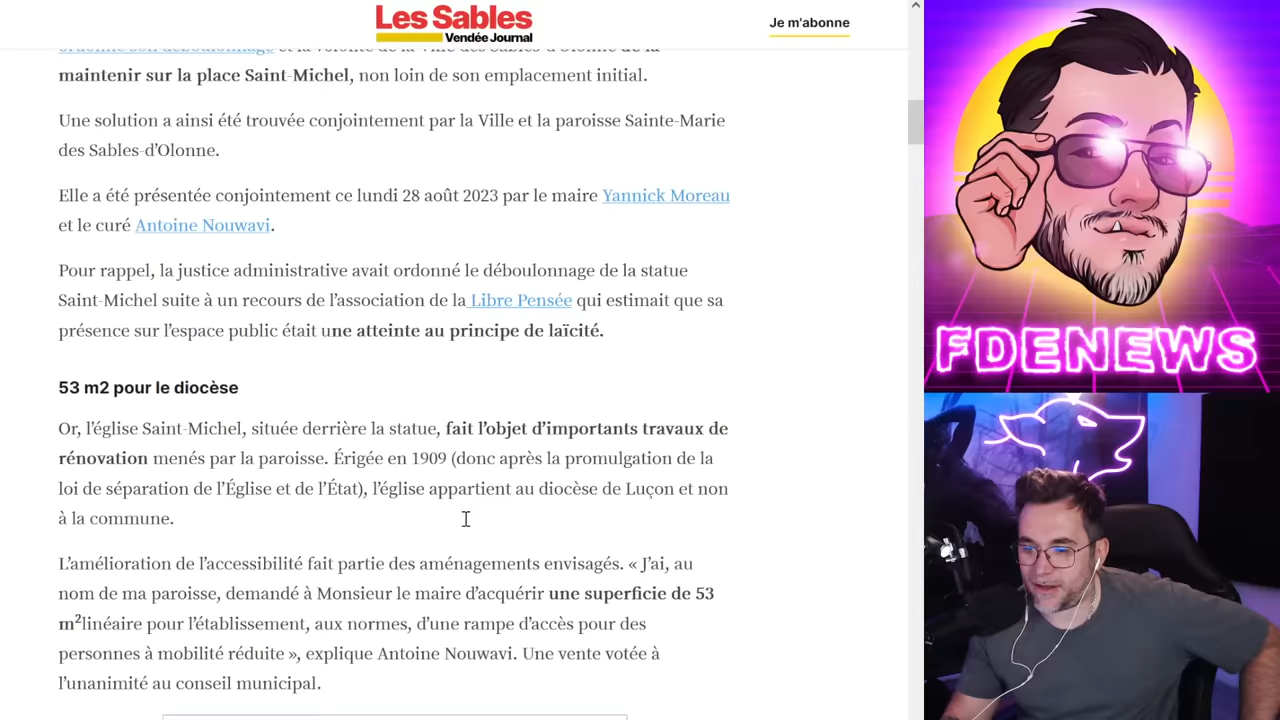 Les Sables
Vendée Journal
Je m'abonne
ordonne son déboulonnage et la volonté de la Ville des Sables-d'Olonne de la
maintenir sur la place Saint-Michel, non loin de son emplacement initial.
Une solution a ainsi été trouvée conjointement par la Ville et la paroisse Sainte-Marie
des Sables-d’Olonne.
Elle a été présentée conjointement ce lundi 28 août 2023 par le maire Yannick Moreau
et le curé Antoine Nouwavi.
Pour rappel, la justice administrative avait ordonné le déboulonnage de la statue
Saint-Michel suite à un recours de l’association de la Libre Pensée qui estimait que sa
présence sur l’espace public était une atteinte au principe de laïcité.
53 m2 pour le diocèse
Or, l’église Saint-Michel, située derrière la statue, fait l’objet d’importants travaux de
rénovation menés par la paroisse. Érigée en 1909 (donc après la promulgation de la
loi de séparation de l’Église et de l’État), l’église appartient au diocèse de Luçon et non
à la commune.
L’amélioration de l’accessibilité fait partie des aménagements envisagés. « J’ai, au
nom de ma paroisse, demandé à Monsieur le maire d’acquérir une superficie de 53
m²linéaire pour l’établissement, aux normes, d’une rampe d’accès pour des
personnes à mobilité réduite », explique Antoine Nouwavi. Une vente votée à
l’unanimité au conseil municipal.
FDENEWS